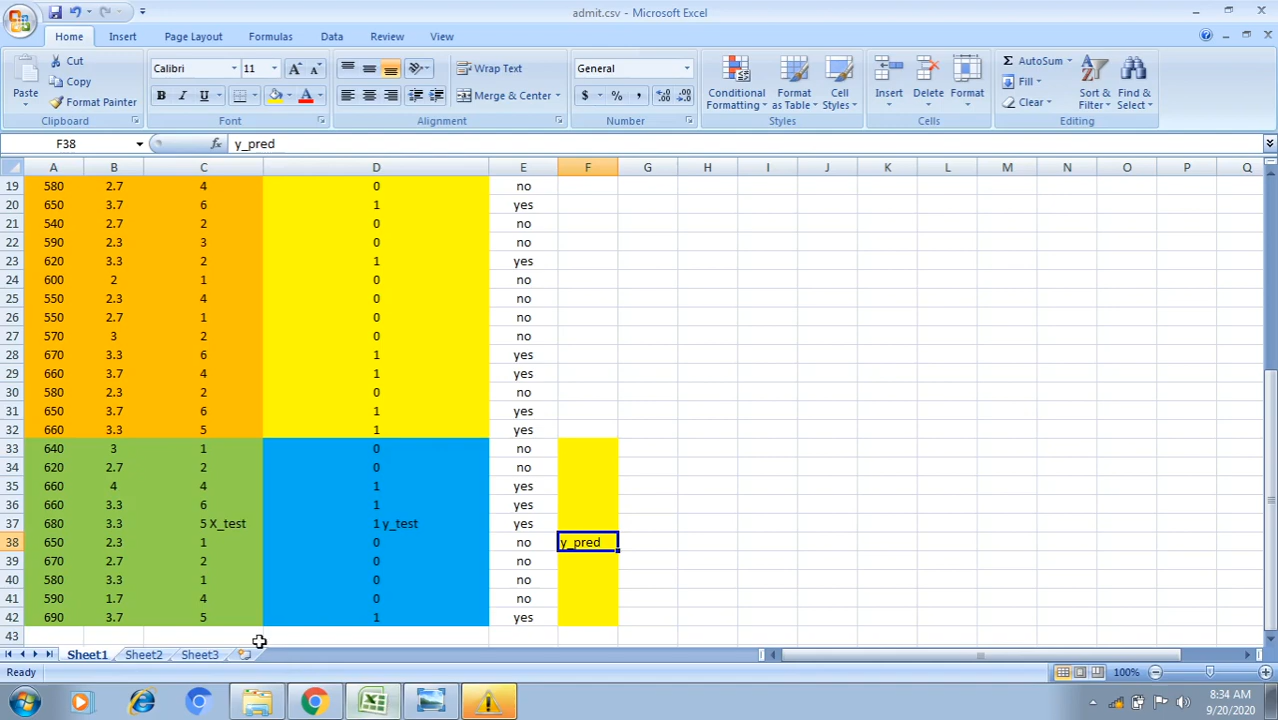 admit.csv - Microsoft Excel
Home Insert Page Layout Formulas Data Review View
Paste Cut Calibri 11 Wrap Text General Conditional Formatting Format as Table Cell Styles Insert Delete Format AutoSum Sort & Filter Find & Select
Copy Fill
Format Painter B I U A Merge & Center $ % , Clear
Clipboard Font Alignment Number Styles Cells Editing
F38 fx y_pred
A B C D E F G H I J K L M N O P Q
19 580 2.7 4 0 no
20 650 3.7 6 1 yes
21 540 2.7 2 0 no
22 590 2.3 3 0 no
23 620 3.3 2 1 yes
24 600 2 1 0 no
25 550 2.3 4 0 no
26 550 2.7 1 0 no
27 570 3 2 0 no
28 670 3.3 6 1 yes
29 660 3.7 4 1 yes
30 580 2.3 2 0 no
31 650 3.7 6 1 yes
32 660 3.3 5 1 yes
33 640 3 1 0 no
34 620 2.7 2 0 no
35 660 4 4 1 yes
36 660 3.3 6 1 yes
37 680 3.3 5 X_test 1 y_test yes
38 650 2.3 1 0 no y_pred
39 670 2.7 2 0 no
40 580 3.3 1 0 no
41 590 1.7 4 0 no
42 690 3.7 5 1 yes
43
Sheet1 Sheet2 Sheet3
Ready 100%
8:34 AM
9/20/2020